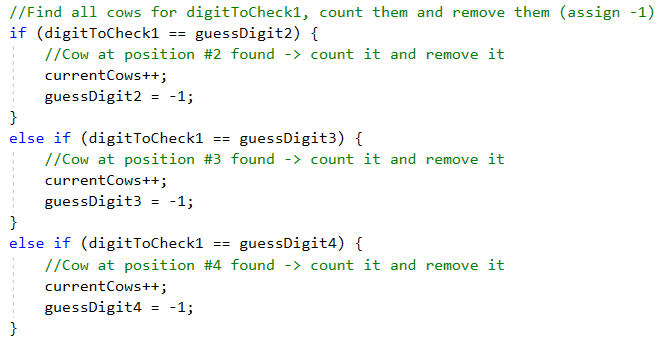 //Find all cows for digitToCheck1, count them and remove them (assign -1)
if (digitToCheck1 == guessDigit2) {
    //Cow at position #2 found -> count it and remove it
    currentCows++;
    guessDigit2 = -1;
}
else if (digitToCheck1 == guessDigit3) {
    //Cow at position #3 found -> count it and remove it
    currentCows++;
    guessDigit3 = -1;
}
else if (digitToCheck1 == guessDigit4) {
    //Cow at position #4 found -> count it and remove it
    currentCows++;
    guessDigit4 = -1;
}